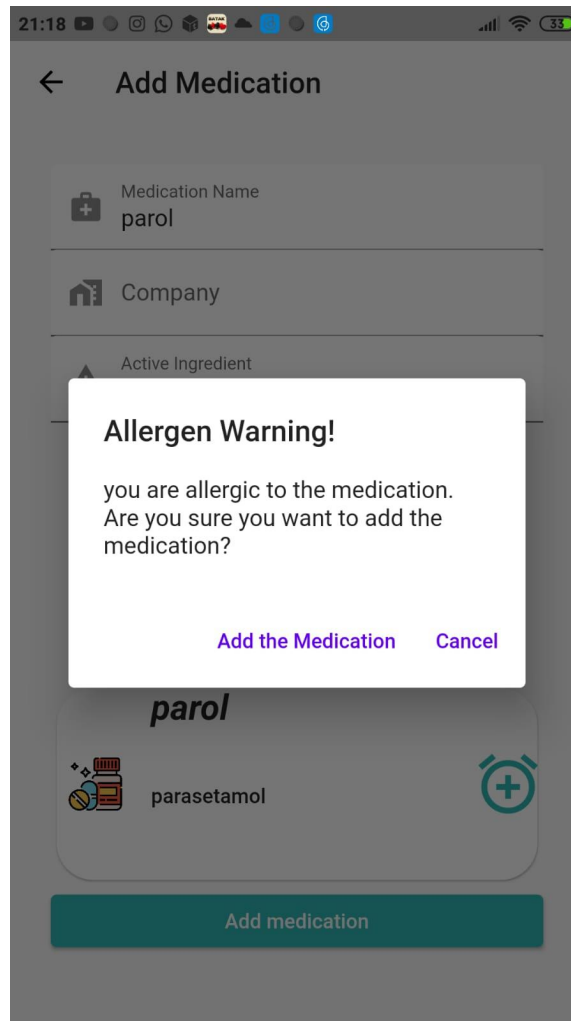 21:18
33
Add Medication
Medication Name
parol
Company
Active Ingredient
Allergen Warning!
you are allergic to the medication.
Are you sure you want to add the
medication?
Add the Medication
Cancel
parol
parasetamol
Add medication